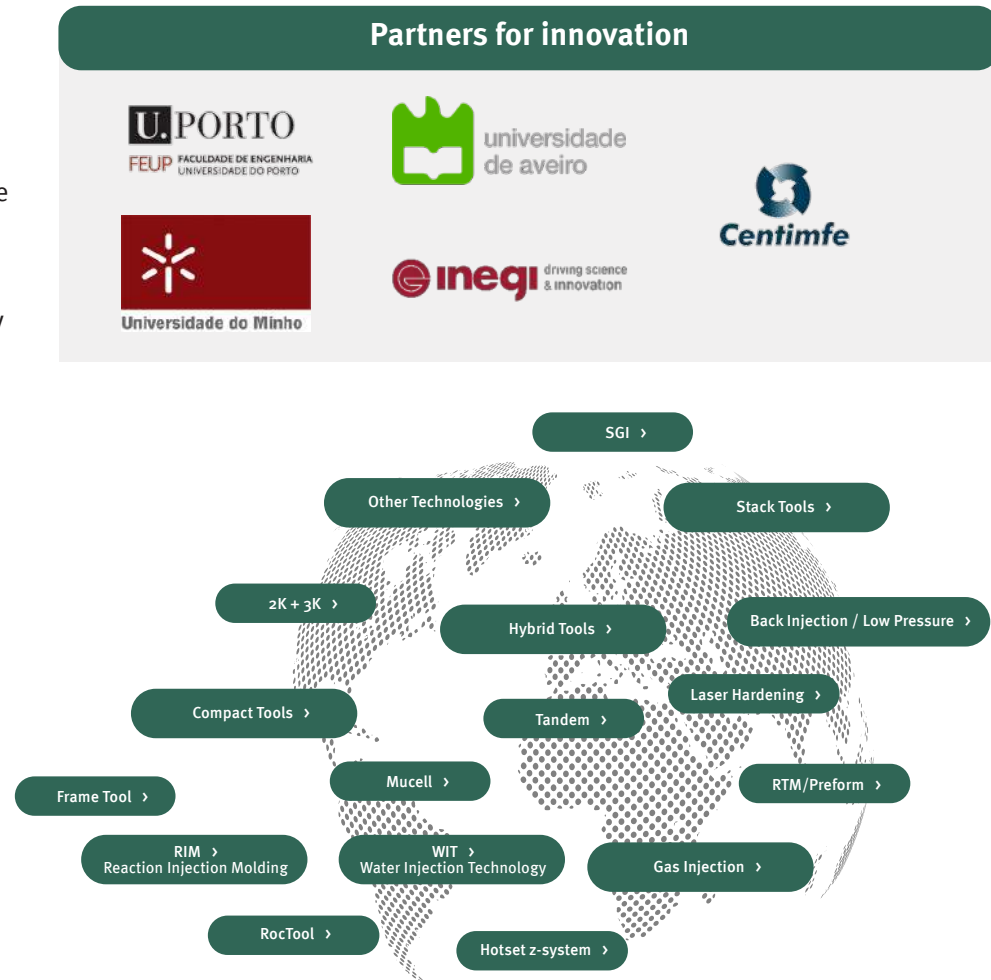 Partners for innovation
U. PORTO
FEUP FACULDADE DE ENGENHARIA
UNIVERSIDADE DO PORTO
universidade
de aveiro
Centimfe
Universidade do Minho
inegi driving science
& innovation
e
y
SGI ›
Other Technologies ›
Stack Tools ›
2K + 3K ›
Hybrid Tools ›
Back Injection / Low Pressure ›
Laser Hardening ›
Compact Tools ›
Tandem ›
Mucell ›
RTM/Preform ›
Frame Tool ›
RIM ›
Reaction Injection Molding
WIT ›
Water Injection Technology
Gas Injection ›
RocTool ›
Hotset z-system ›